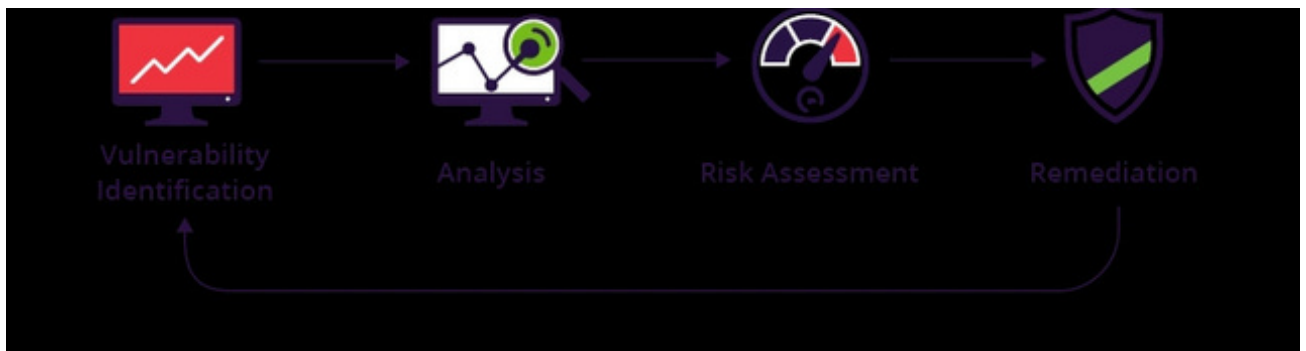 Vulnerability
Identification
Analysis
Risk Assessment
Remediation